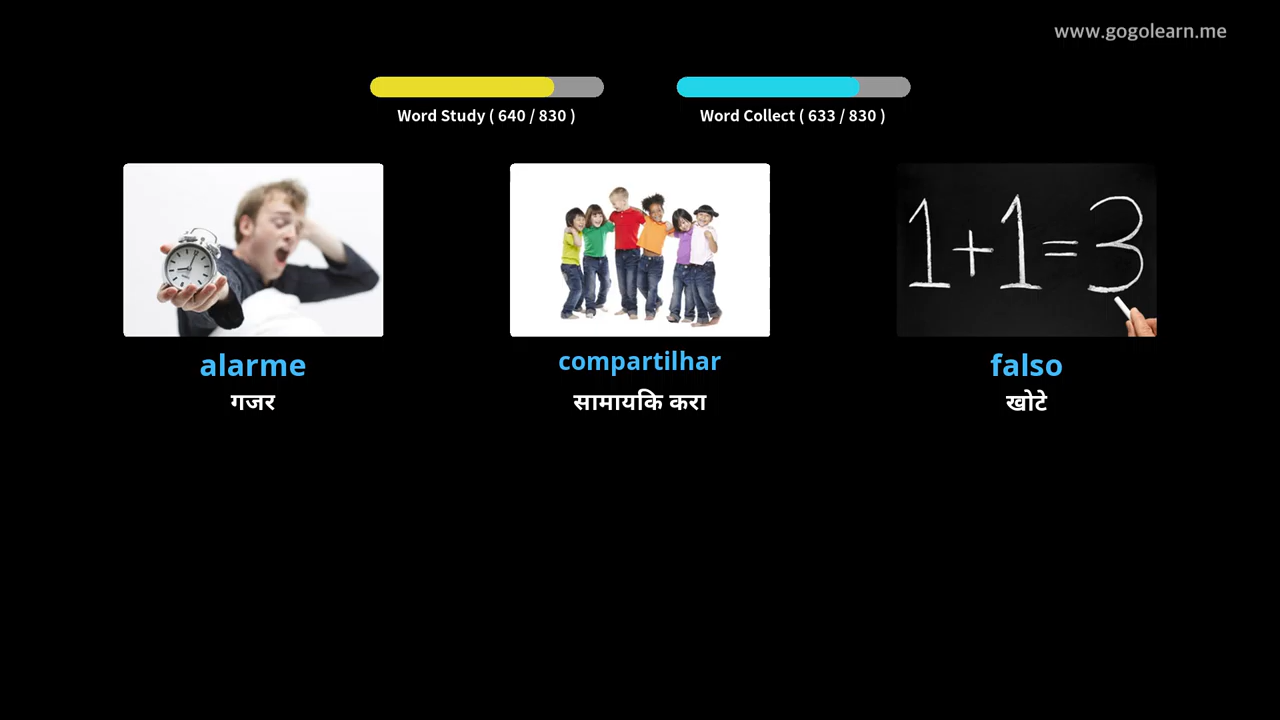 www.gogolearn.me
Word Study ( 640 / 830 )
Word Collect ( 633 / 830 )
1+1=3
alarme
compartilhar
falso
गजर
सामायकि करा
खोटे